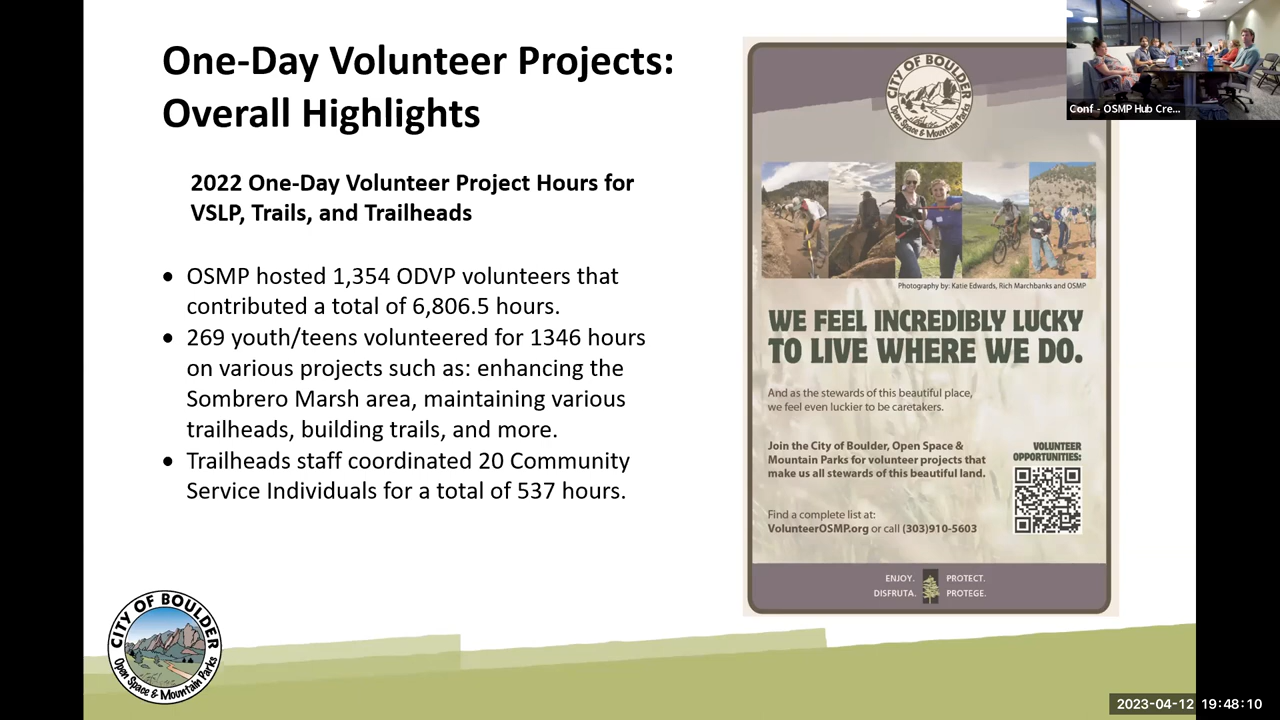 One-Day Volunteer Projects:
Overall Highlights
2022 One-Day Volunteer Project Hours for
VSLP, Trails, and Trailheads
• OSMP hosted 1,354 ODVP volunteers that
contributed a total of 6,806.5 hours.
• 269 youth/teens volunteered for 1346 hours
on various projects such as: enhancing the
Sombrero Marsh area, maintaining various
trailheads, building trails, and more.
• Trailheads staff coordinated 20 Community
Service Individuals for a total of 537 hours.
CITY OF BOULDER
Open Space & Mountain Parks
CITY OF BOULDER
Open Space & Mountain Parks
Photography by: Katie Edwards, Rich Marchbanks and OSMP
WE FEEL INCREDIBLY LUCKY
TO LIVE WHERE WE DO.
And as the stewards of this beautiful place,
we feel even luckier to be caretakers.
Join the City of Boulder, Open Space &
Mountain Parks for volunteer projects that
make us all stewards of this beautiful land.
VOLUNTEER
OPPORTUNITIES:
Find a complete list at:
VolunteerOSMP.org or call (303)910-5603
ENJOY. PROTECT.
DISFRUTA. PROTEGE.
Conf - OSMP Hub Cre...
2023-04-12 19:48:10